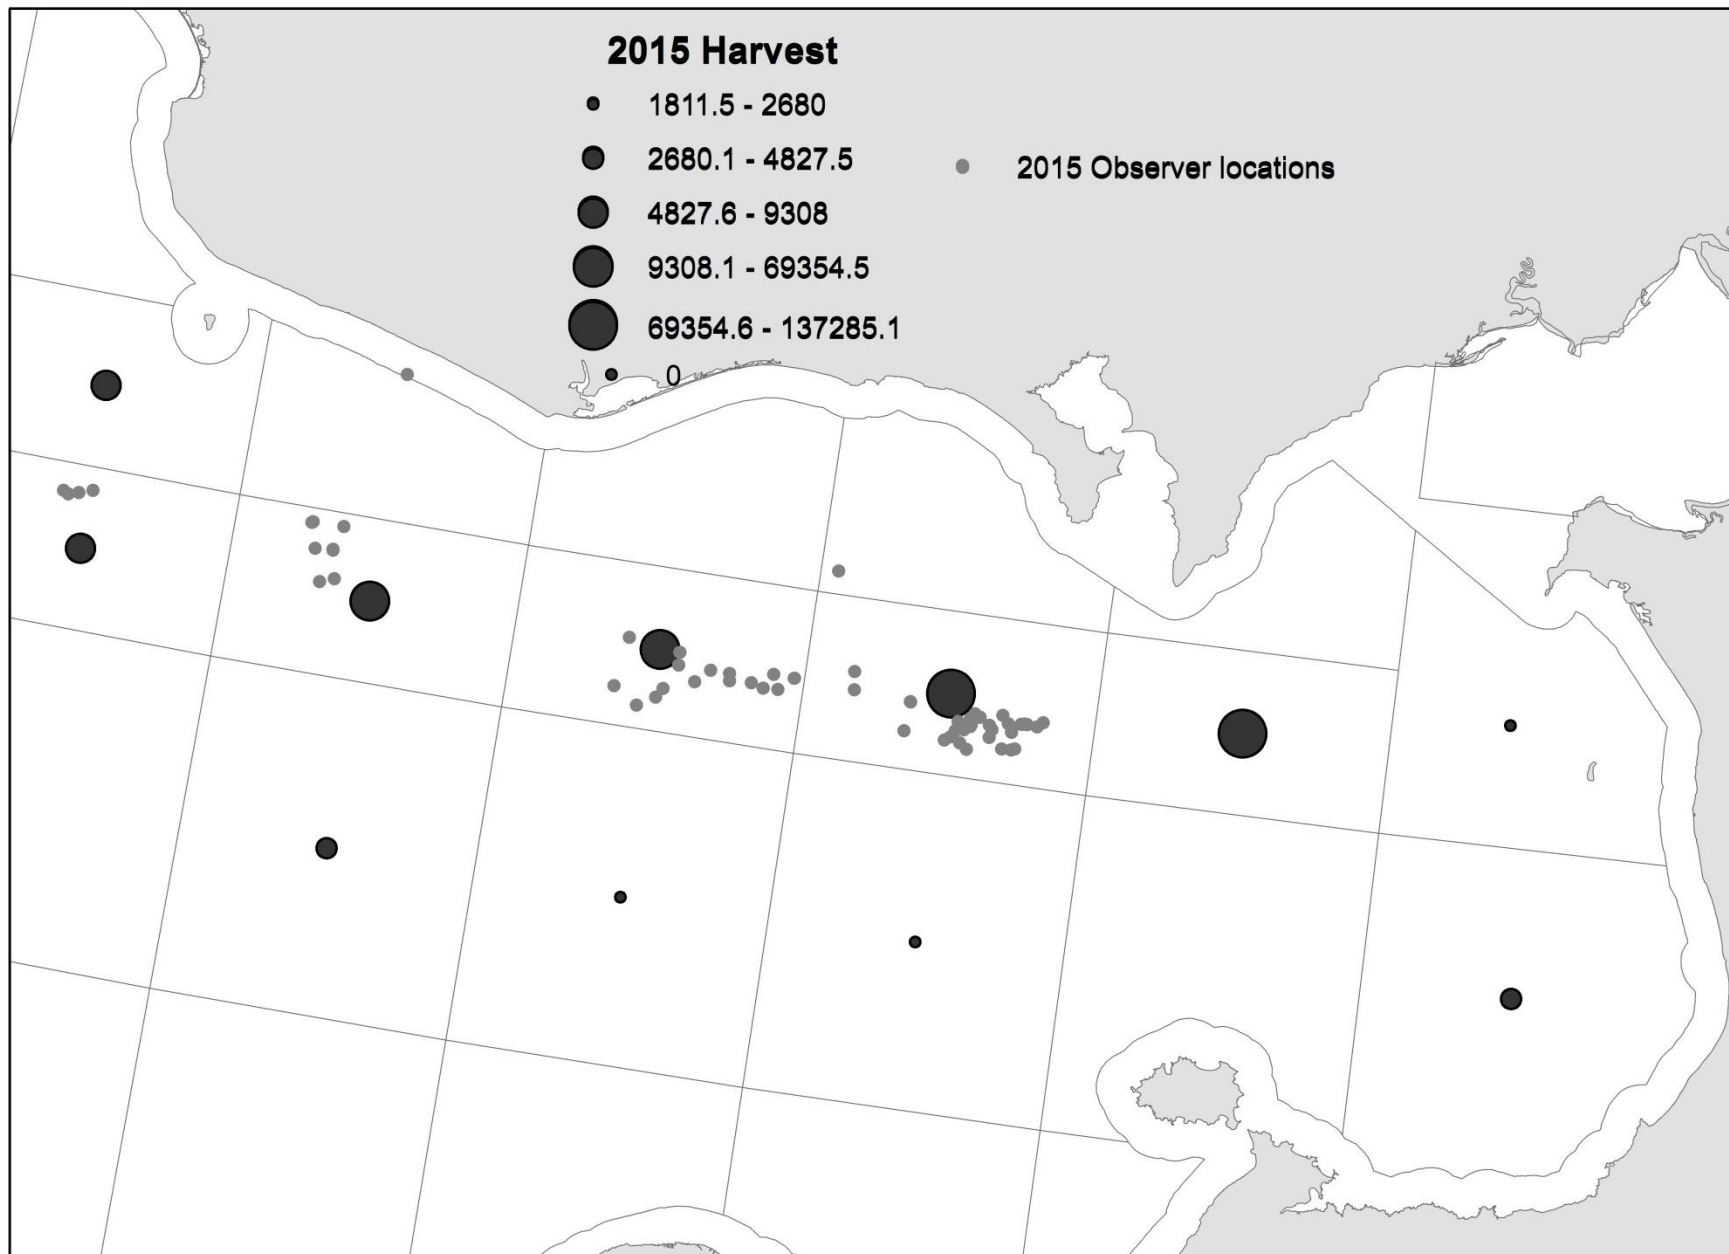 2015 Harvest
1811.5 - 2680
2680.1 - 4827.5
4827.6 - 9308
9308.1 - 69354.5
69354.6 - 137285.1
0
2015 Observer locations